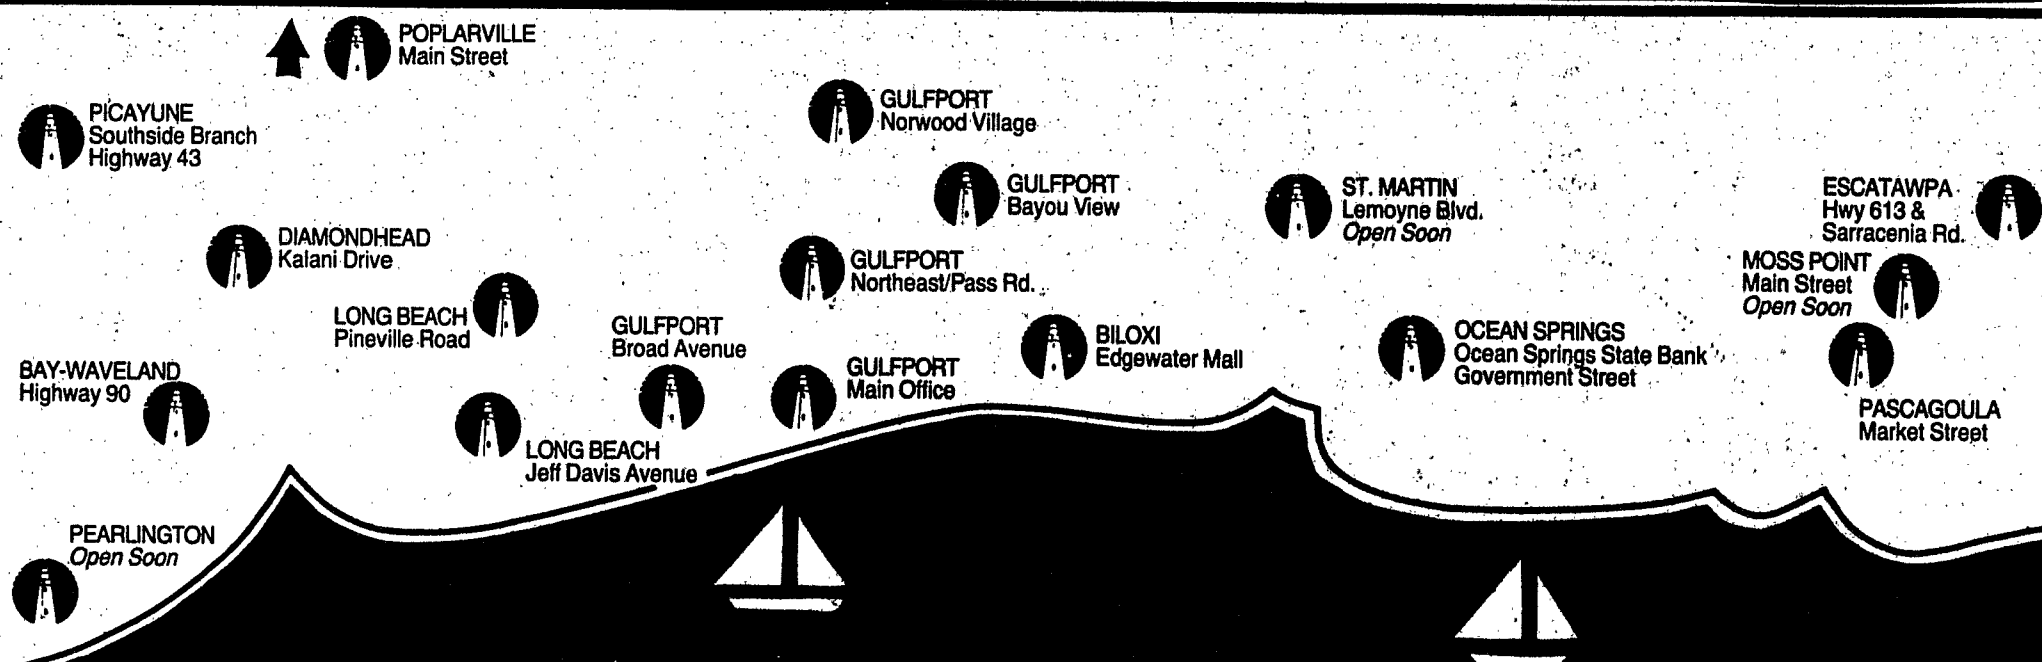 POPLARVILLE
Main Street
PICAYUNE
Southside Branch
Highway 43
GULFPORT
Norwood Village
GULFPORT
Bayou View
ST. MARTIN
Lemoyne Blvd.
Open Soon
ESCATAWPA
Hwy 613 &
Sarracenia Rd.
DIAMONDHEAD
Kalani Drive
GULFPORT
Northeast/Pass Rd.
MOSS POINT
Main Street
Open Soon
LONG BEACH
Pineville Road
GULFPORT
Broad Avenue
BILOXI
Edgewater Mall
OCEAN SPRINGS
Ocean Springs State Bank
Government Street
BAY-WAVELAND
Highway 90
GULFPORT
Main Office
PASCAGOULA
Market Street
LONG BEACH
Jeff Davis Avenue
PEARLINGTON
Open Soon